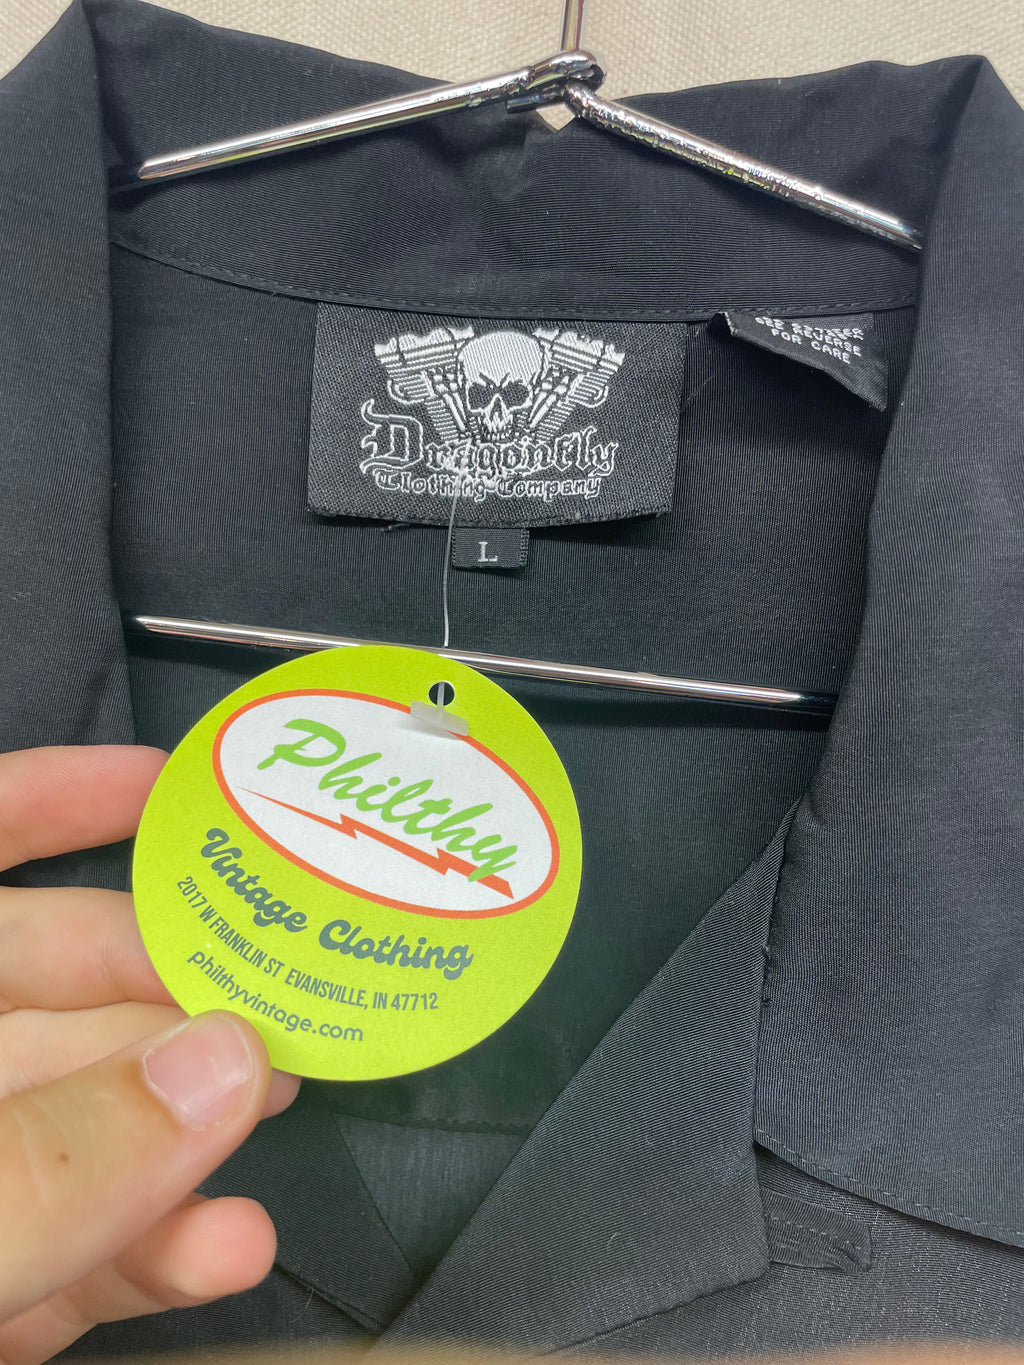 SEE REVERSE
FOR CARE
Dragonfly
Clothing Company
L
Philthy
Vintage Clothing
2017 W FRANKLIN ST EVANSVILLE, IN 47712
philthyvintage.com